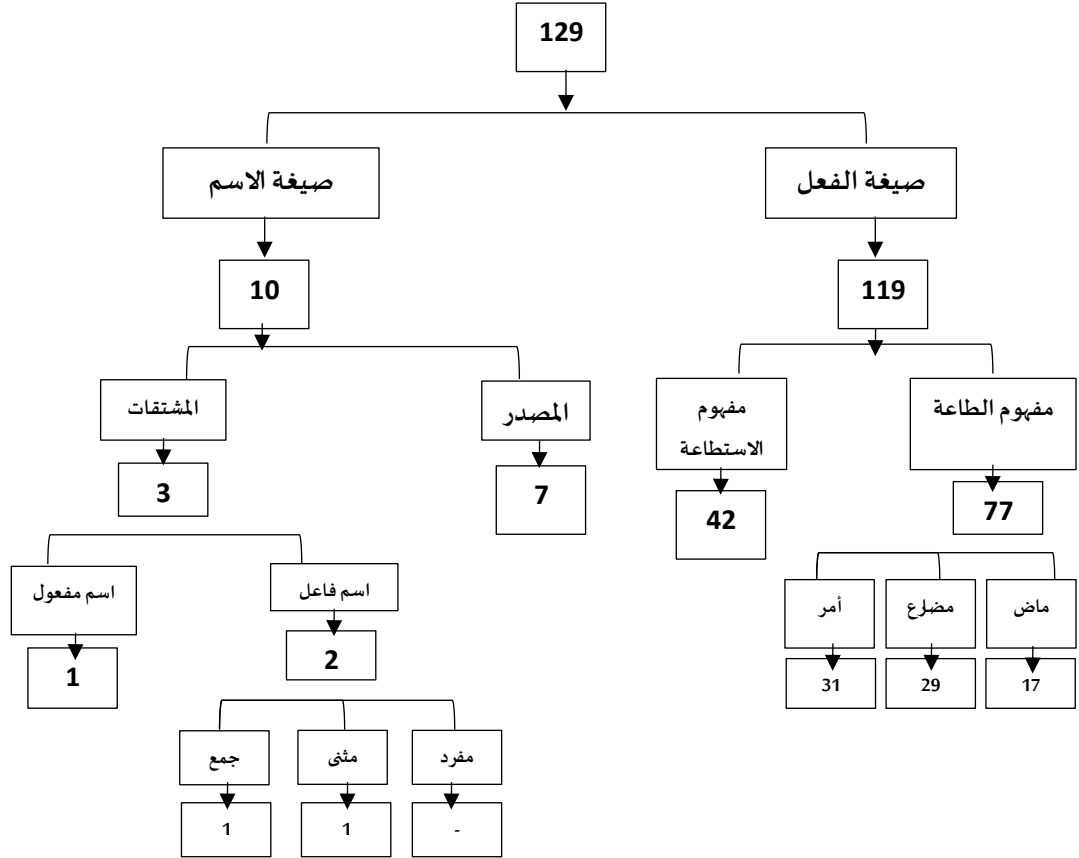 129
صيغة الفعل
صيغة الاسم
119
10
مفهوم الطاعة
مفهوم
الاستطاعة
المصدر
المشتقات
77
42
7
3
ماض
مضارع
أمر
اسم فاعل
اسم مفعول
17
29
31
2
1
مفرد
مثنى
جمع
-
1
1